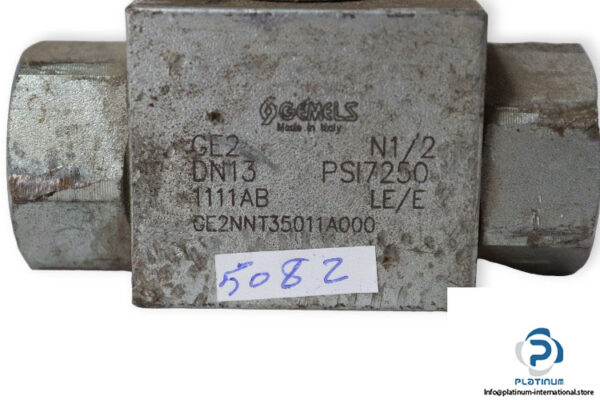 GEMELS
Made in Italy
GE2 N1/2
DN13 PSI7250
1111AB LE/E
GE2NNT35011A000
5082
PLATINUM
Info@platinum-international.store